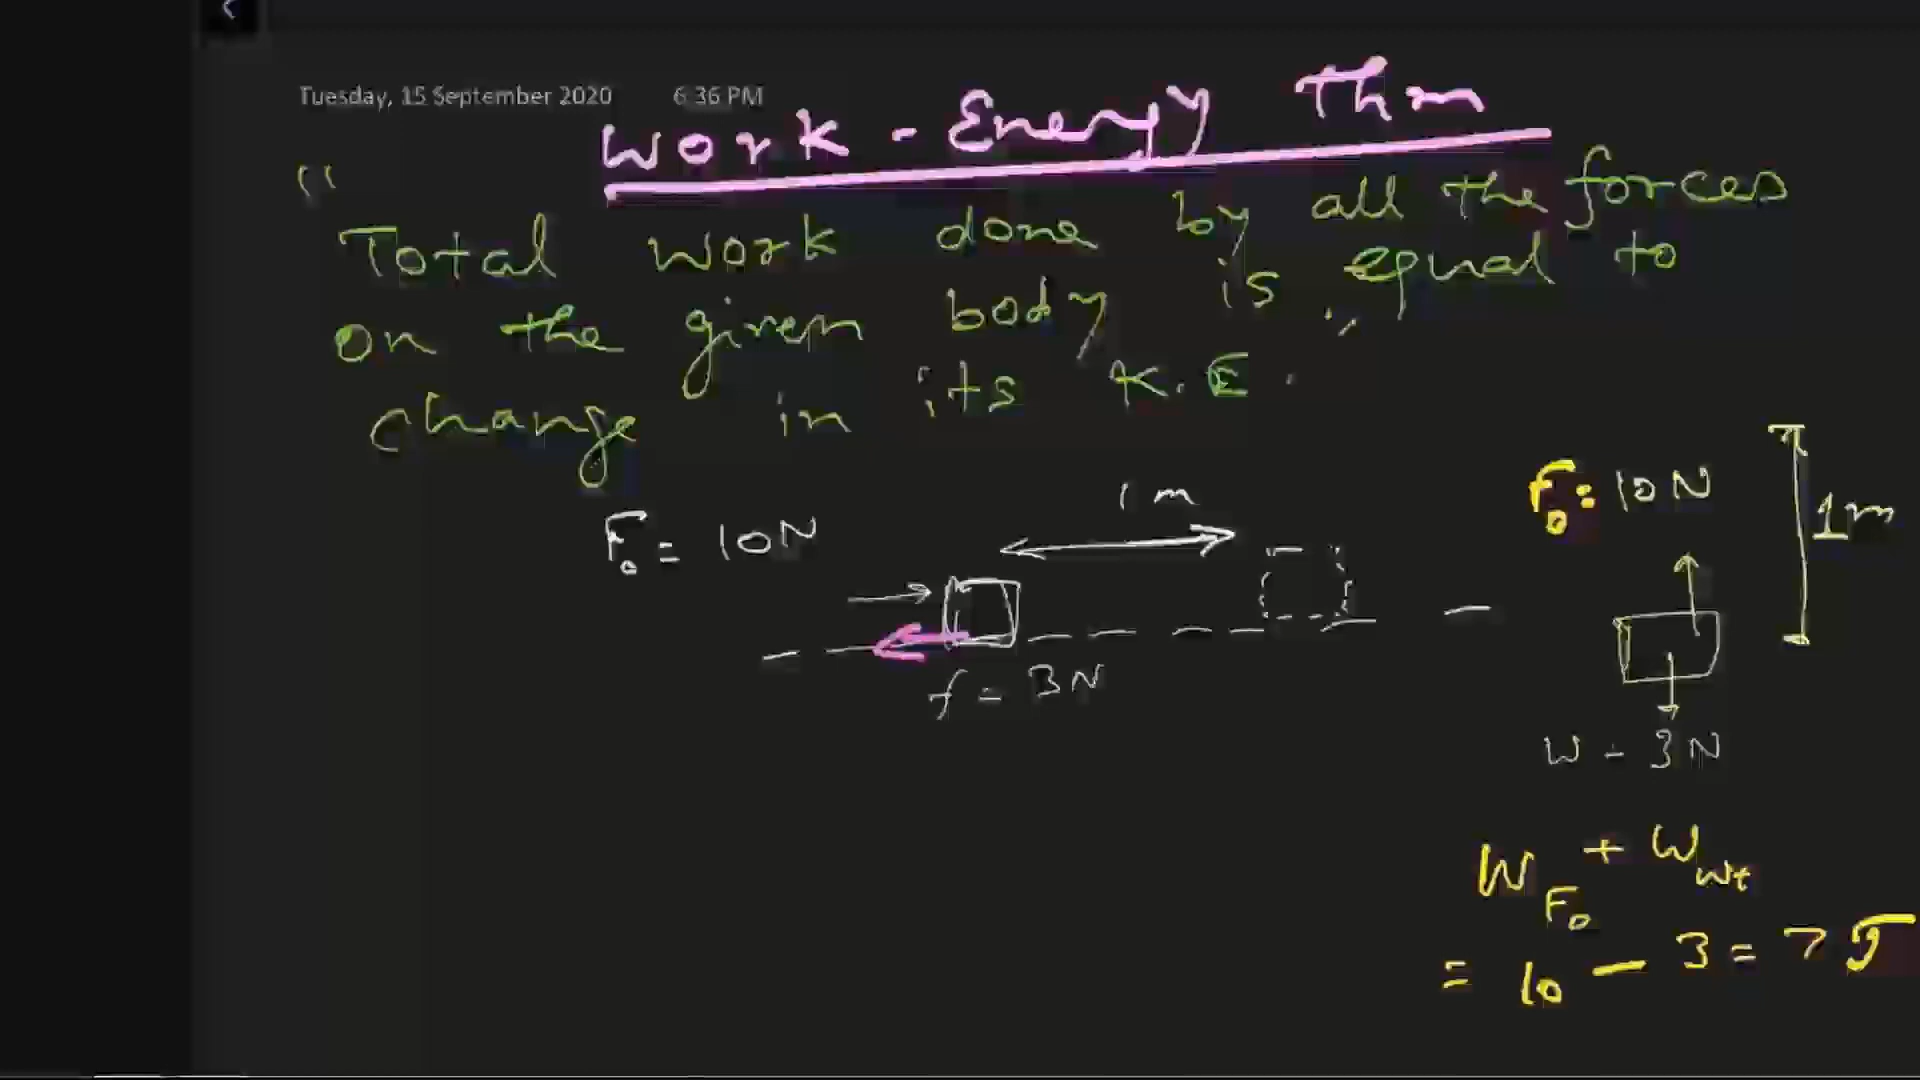 Tuesday, 15 September 2020 6:36 PM
Work - Energy Thm
"Total work done by all the forces
on the given body is equal to
change in its K.E."
F₀ = 10N
1 m
f = 3N
F₀ = 10N
1m
W = 3N
W_F₀ + W_wt
= 10 - 3 = 7J